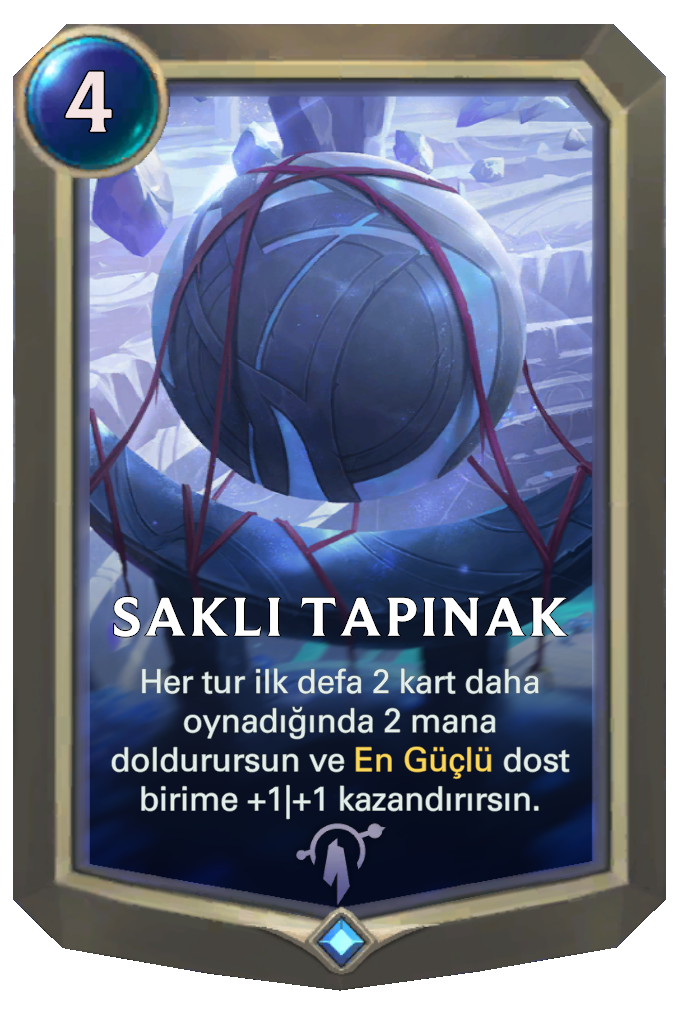 4
SAKLI TAPINAK
Her tur ilk defa 2 kart daha
oynadığında 2 mana
doldurursun ve En Güçlü dost
birime +1|+1 kazandırırsın.